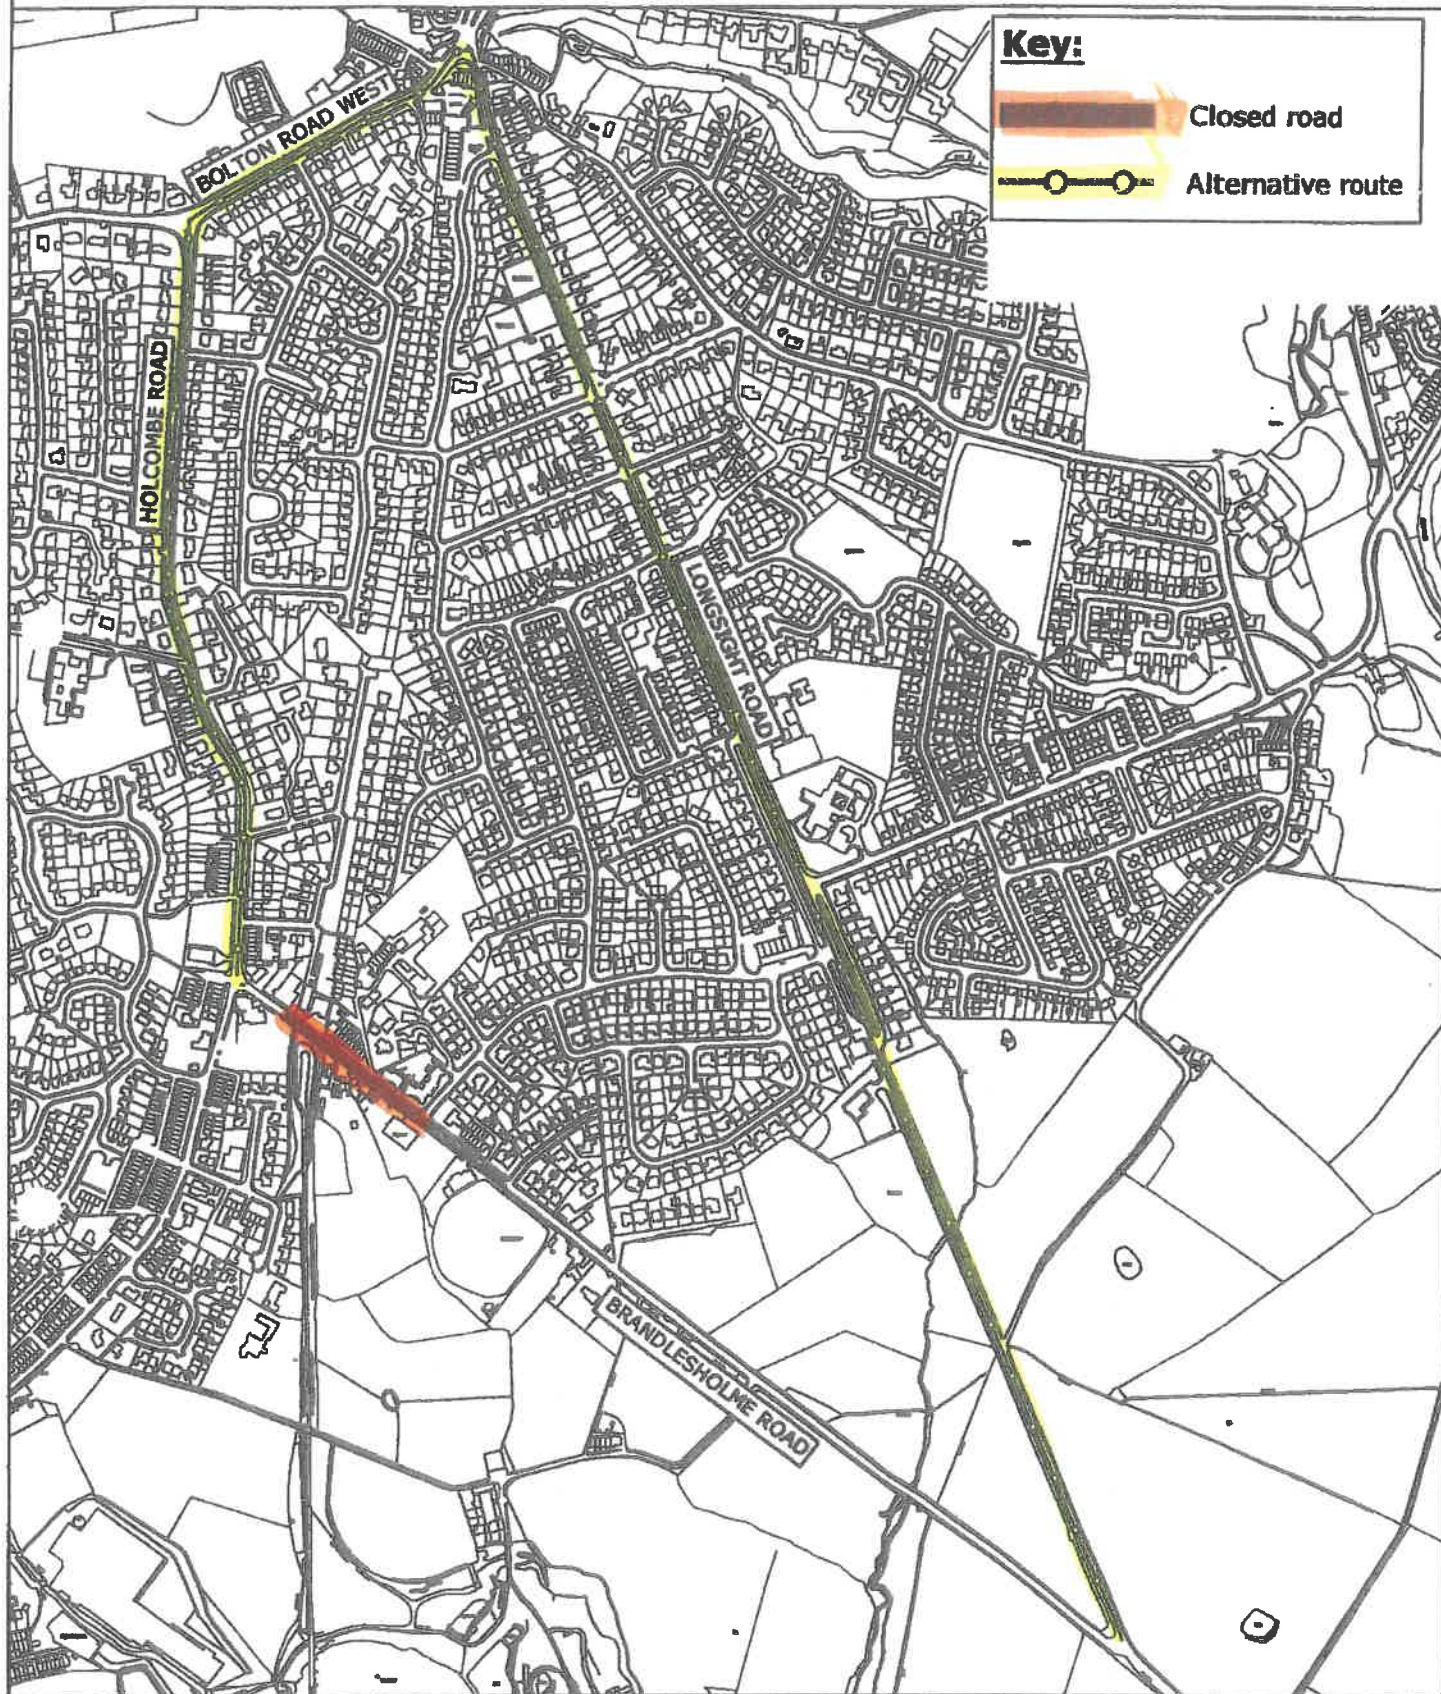 Key:
Closed road
Alternative route
BOLTON ROAD WEST
HOLCOMBE ROAD
LONGSIGHT ROAD
BRANDLESHOLME ROAD